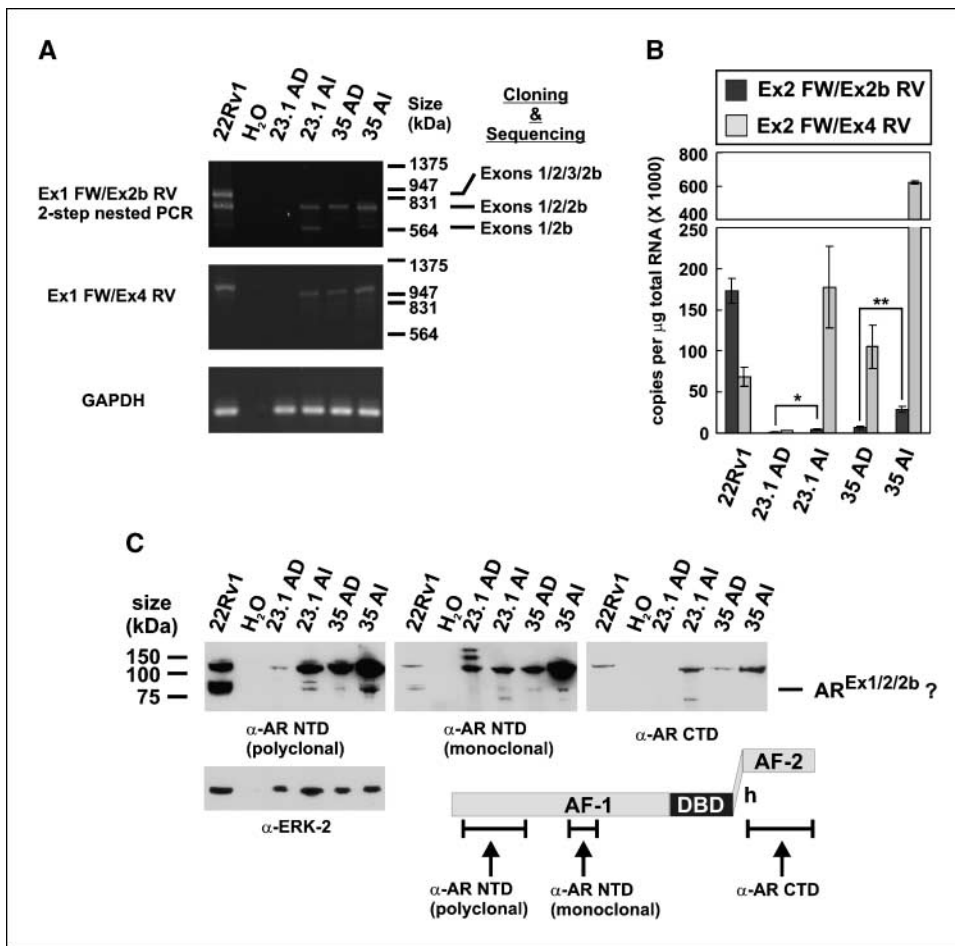 A
22Rv1
H2O
23.1 AD
23.1 AI
35 AD
35 AI
Size
(kDa)
Cloning
&
Sequencing
Ex1 FW/Ex2b RV
2-step nested PCR
1375
947
831
564
Exons 1/2/3/2b
Exons 1/2/2b
Exons 1/2b
Ex1 FW/Ex4 RV
1375
947
831
564
GAPDH
B
Ex2 FW/Ex2b RV
Ex2 FW/Ex4 RV
copies per µg total RNA (X 1000)
800
600
400
250
200
150
100
50
0
*
**
22Rv1
23.1 AD
23.1 AI
35 AD
35 AI
C
size
(kDa)
150
100
75
22Rv1
H2O
23.1 AD
23.1 AI
35 AD
35 AI
22Rv1
H2O
23.1 AD
23.1 AI
35 AD
35 AI
22Rv1
H2O
23.1 AD
23.1 AI
35 AD
35 AI
AR^Ex1/2/2b ?
α-AR NTD
(polyclonal)
α-AR NTD
(monoclonal)
α-AR CTD
α-ERK-2
AF-1
DBD
h
AF-2
α-AR NTD
(polyclonal)
α-AR NTD
(monoclonal)
α-AR CTD